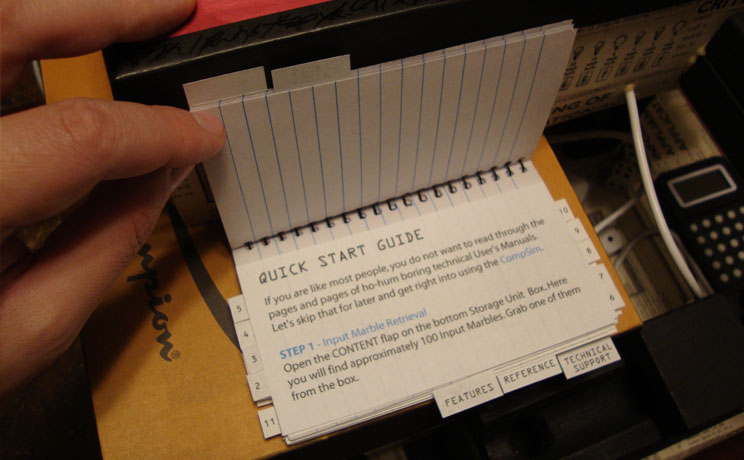 CRIT
ING OF
QUICK START GUIDE
If you are like most people, you do not want to read through the
pages and pages of ho-hum boring technical User's Manuals.
Let's skip that for later and get right into using the CompSim.
STEP 1 - Input Marble Retrieval
Open the CONTENT flap on the bottom Storage Unit Box. Here
you will find approximately 100 Input Marbles. Grab one of them
from the box.
5
4
3
2
11
10
9
8
7
6
FEATURES
REFERENCE
TECHNICAL
SUPPORT
mpion®